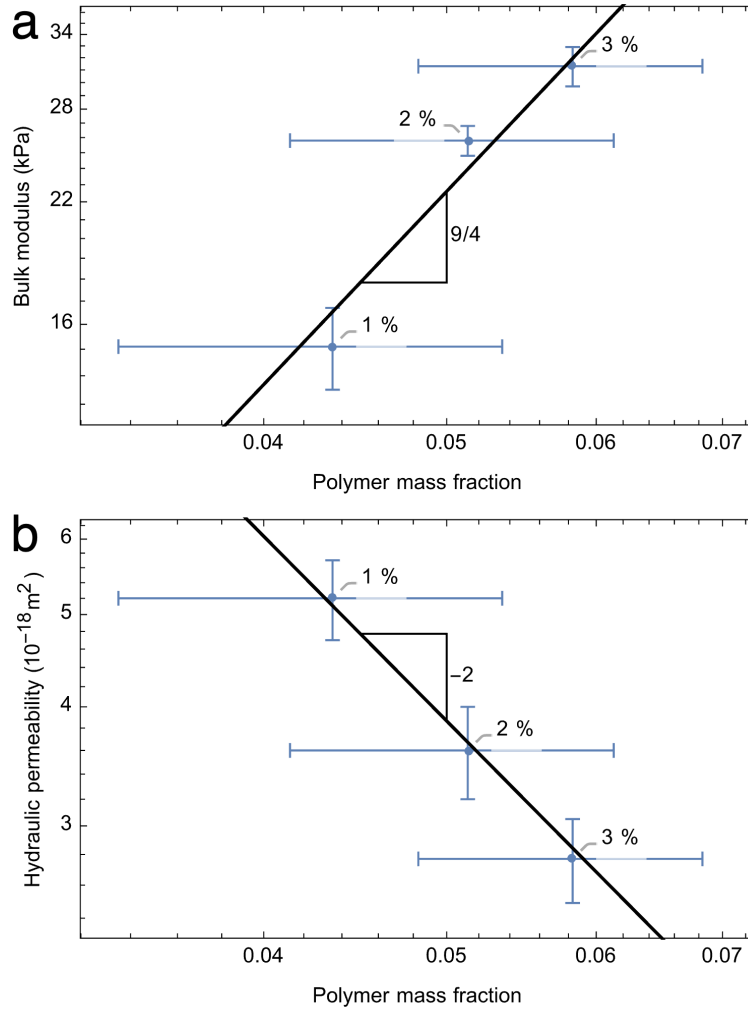 a
34
3 %
28
2 %
22
9/4
16
1 %
Bulk modulus (kPa)
0.04 0.05 0.06 0.07
Polymer mass fraction
b
6
1 %
5
−2
4
2 %
3
3 %
Hydraulic permeability (10⁻¹⁸m²)
0.04 0.05 0.06 0.07
Polymer mass fraction